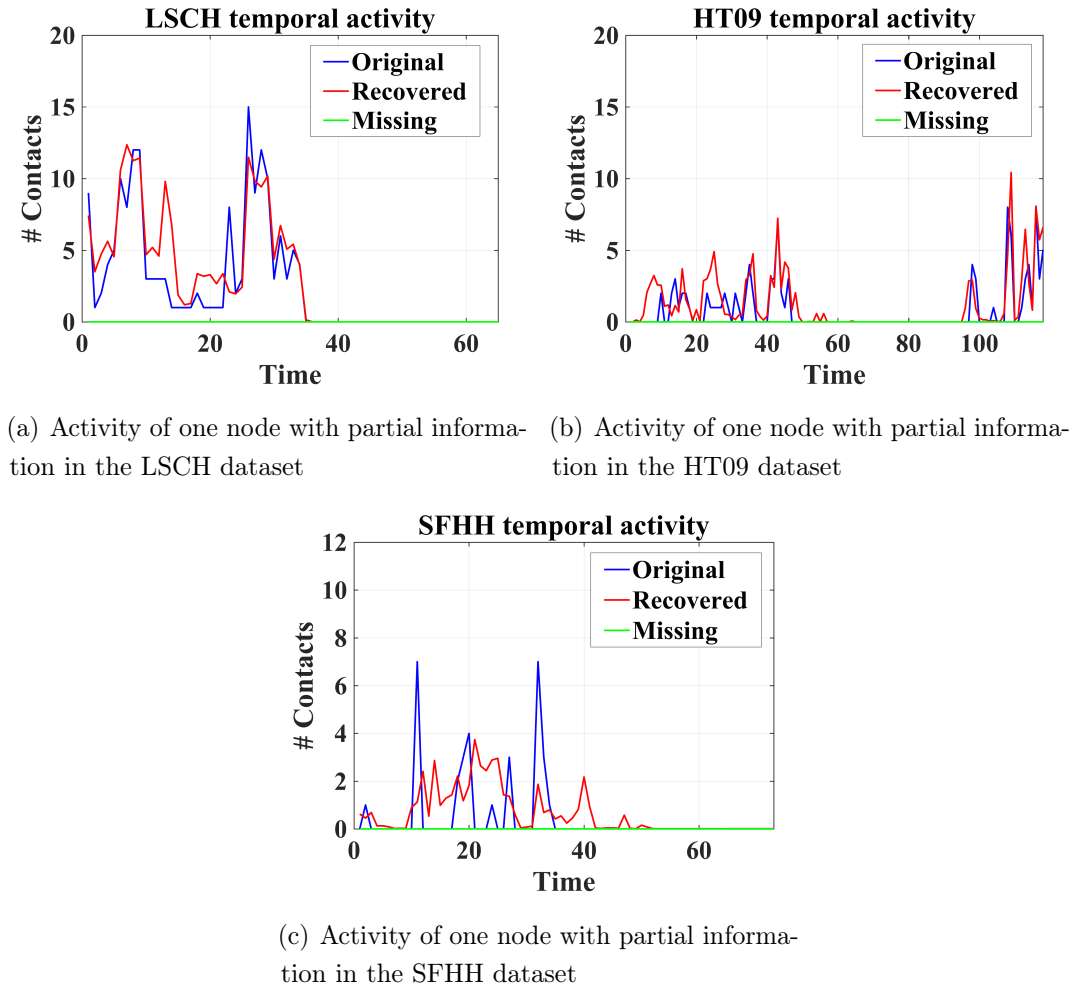 LSCH temporal activity
20
15
10
5
0
# Contacts
Original
Recovered
Missing
0 20 40 60
Time
(a) Activity of one node with partial informa-
tion in the LSCH dataset
HT09 temporal activity
20
15
10
5
0
# Contacts
Original
Recovered
Missing
0 20 40 60 80 100
Time
(b) Activity of one node with partial informa-
tion in the HT09 dataset
SFHH temporal activity
12
10
8
6
4
2
0
# Contacts
Original
Recovered
Missing
0 20 40 60
Time
(c) Activity of one node with partial informa-
tion in the SFHH dataset